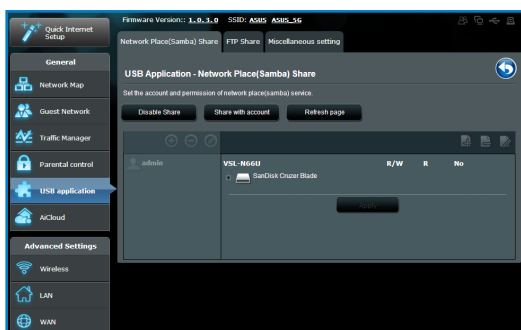 Quick Internet
Setup
Firmware Version: : 1.0.3.0 SSID: ASUS ASUS_5G
Network Place(Samba) Share FTP Share Miscellaneous setting
General
Network Map
Guest Network
Traffic Manager
Parental control
USB application
AiCloud
Advanced Settings
Wireless
LAN
WAN
USB Application - Network Place(Samba) Share
Set the account and permission of network place(samba) service.
Disable Share Share with account Refresh page
admin
VSL-N66U R/W R No
SanDisk Cruzer Blade
Apply